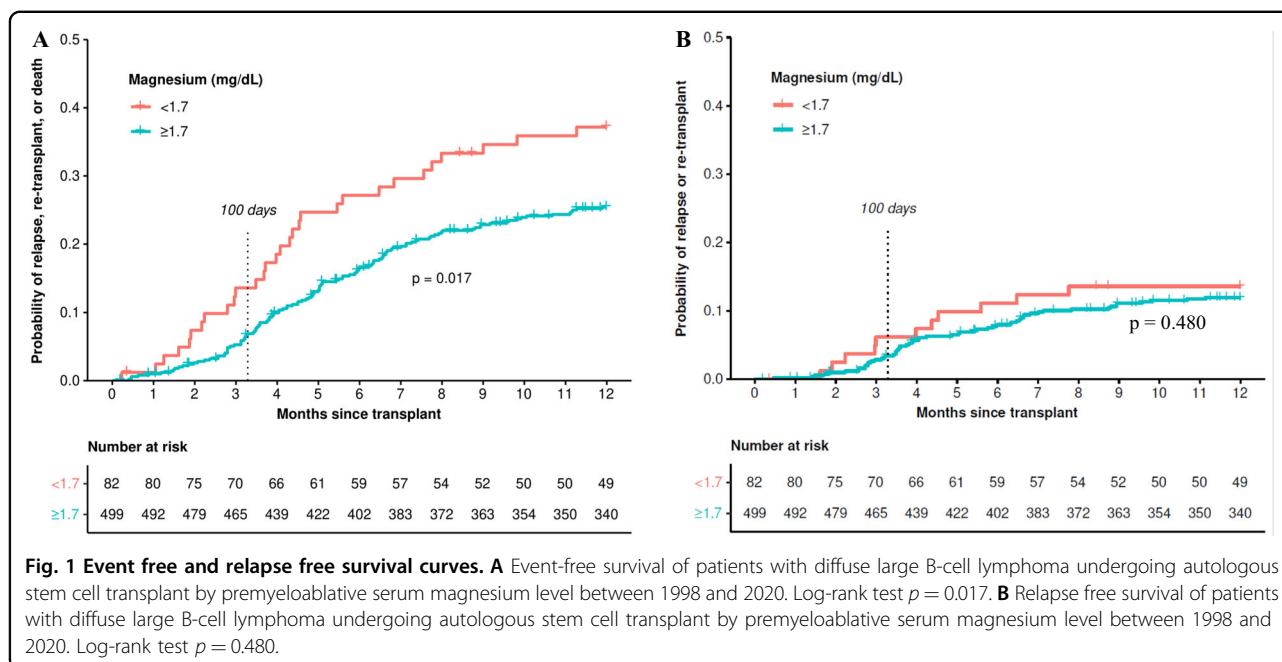 A
Probability of relapse, re-transplant, or death
0.5
0.4
0.3
0.2
0.1
0.0
Magnesium (mg/dL)
<1.7
≥1.7
100 days
p = 0.017
0 1 2 3 4 5 6 7 8 9 10 11 12
Months since transplant
Number at risk
<1.7 82 80 75 70 66 61 59 57 54 52 50 50 49
≥1.7 499 492 479 465 439 422 402 383 372 363 354 350 340
B
Probability of relapse or re-transplant
0.5
0.4
0.3
0.2
0.1
0.0
Magnesium (mg/dL)
<1.7
≥1.7
100 days
p = 0.480
0 1 2 3 4 5 6 7 8 9 10 11 12
Months since transplant
Number at risk
<1.7 82 80 75 70 66 61 59 57 54 52 50 50 49
≥1.7 499 492 479 465 439 422 402 383 372 363 354 350 340
Fig. 1 Event free and relapse free survival curves. A Event-free survival of patients with diffuse large B-cell lymphoma undergoing autologous
stem cell transplant by premyeloablative serum magnesium level between 1998 and 2020. Log-rank test p = 0.017. B Relapse free survival of patients
with diffuse large B-cell lymphoma undergoing autologous stem cell transplant by premyeloablative serum magnesium level between 1998 and
2020. Log-rank test p = 0.480.